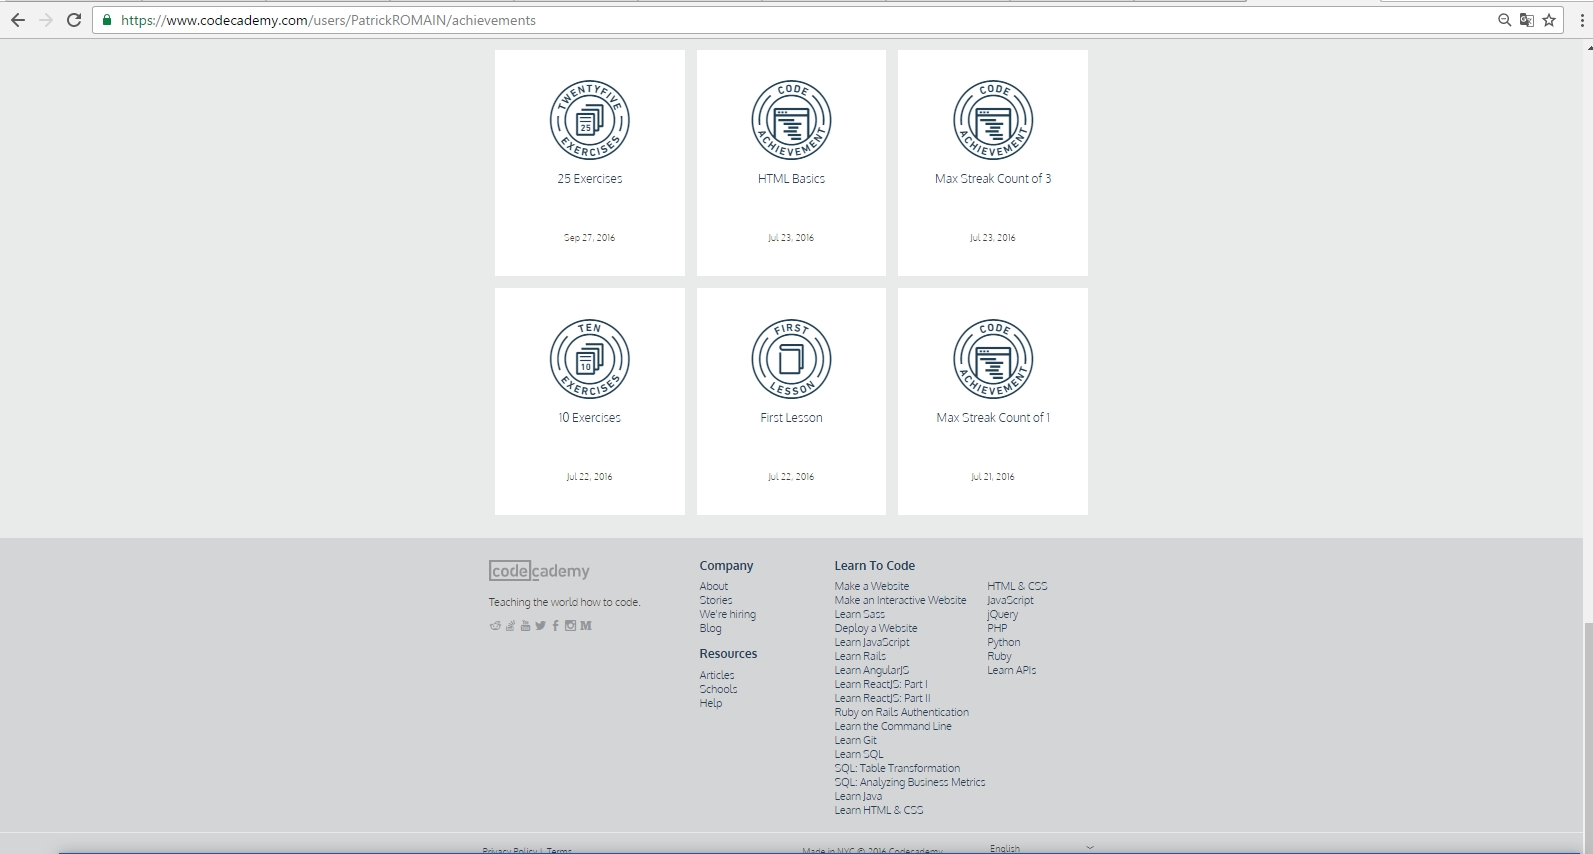 https://www.codecademy.com/users/PatrickROMAIN/achievements
TWENTYFIVE
25
EXERCISES
25 Exercises
Sep 27, 2016
CODE
ACHIEVEMENT
HTML Basics
Jul 23, 2016
CODE
ACHIEVEMENT
Max Streak Count of 3
Jul 23, 2016
TEN
10
EXERCISES
10 Exercises
Jul 22, 2016
FIRST
LESSON
First Lesson
Jul 22, 2016
CODE
ACHIEVEMENT
Max Streak Count of 1
Jul 21, 2016
codecademy
Teaching the world how to code.
Company
About
Stories
We're hiring
Blog
Resources
Articles
Schools
Help
Learn To Code
Make a Website
Make an Interactive Website
Learn Sass
Deploy a Website
Learn JavaScript
Learn Rails
Learn AngularJS
Learn ReactJS: Part I
Learn ReactJS: Part II
Ruby on Rails Authentication
Learn the Command Line
Learn Git
Learn SQL
SQL: Table Transformation
SQL: Analyzing Business Metrics
Learn Java
Learn HTML & CSS
HTML & CSS
JavaScript
jQuery
PHP
Python
Ruby
Learn APIs
Privacy Policy | Terms
Made in NYC © 2016 Codecademy
English